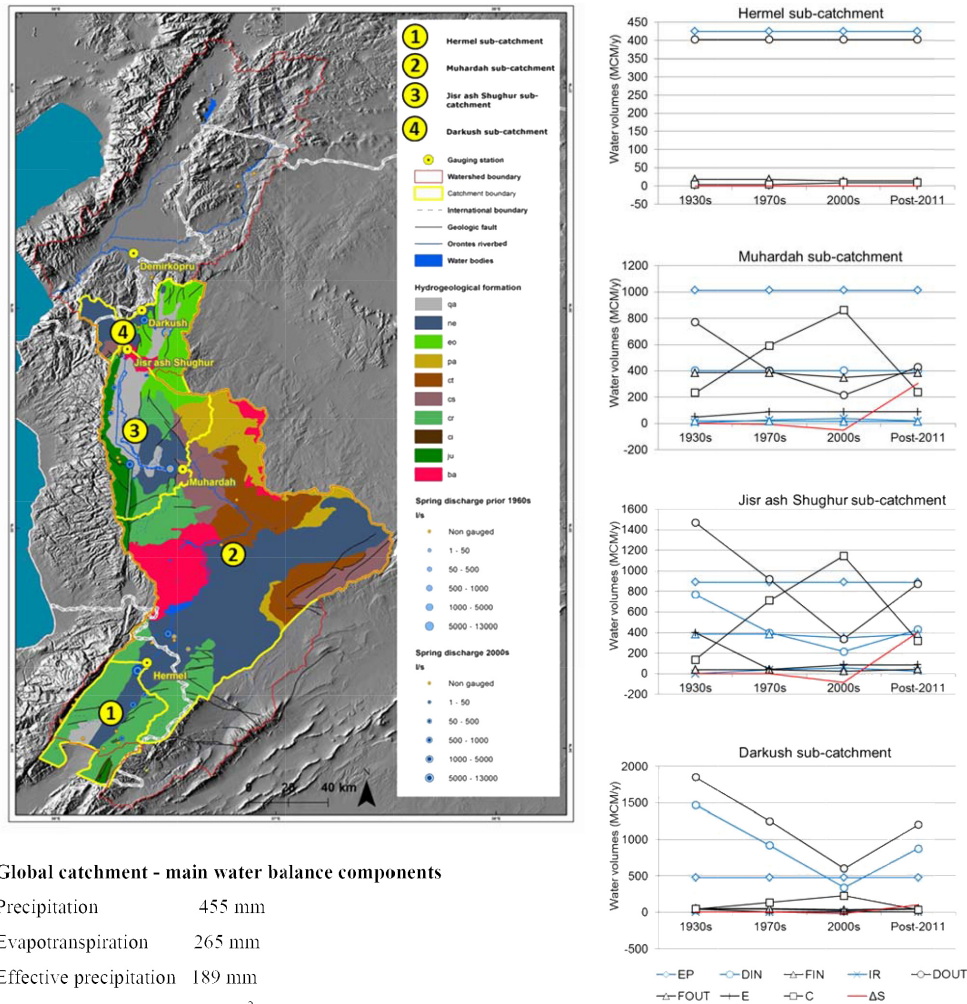 1
Hermel sub-catchment
2
Muhardah sub-catchment
3
Jisr ash Shughur sub-
catchment
4
Darkush sub-catchment
Gauging station
Watershed boundary
Catchment boundary
International boundary
Geologic fault
Orontes riverbed
Water bodies
Hydrogeological formation
qa
ne
eo
pa
ct
cs
cr
ci
ju
ba
Spring discharge prior 1960s
l/s
Non gauged
1 - 50
50 - 500
500 - 1000
1000 - 5000
5000 - 13000
Spring discharge 2000s
l/s
Non gauged
1 - 50
50 - 500
500 - 1000
1000 - 5000
5000 - 13000
Demirkopru
Darkush
4
Jisr ash Shughur
3
Muhardah
2
Hermel
1
0 20 40 km
Hermel sub-catchment
Water volumes (MCM/y)
450
400
350
300
250
200
150
100
50
0
-50
1930s 1970s 2000s Post-2011
Muhardah sub-catchment
Water volumes (MCM/y)
1200
1000
800
600
400
200
0
-200
1930s 1970s 2000s Post-2011
Jisr ash Shughur sub-catchment
Water volumes (MCM/y)
1600
1400
1200
1000
800
600
400
200
0
-200
1930s 1970s 2000s Post-2011
Darkush sub-catchment
Water volumes (MCM/y)
2000
1500
1000
500
0
-500
1930s 1970s 2000s Post-2011
EP DIN FIN IR DOUT
FOUT E C ΔS
Global catchment - main water balance components
Precipitation 455 mm
Evapotranspiration 265 mm
Effective precipitation 189 mm